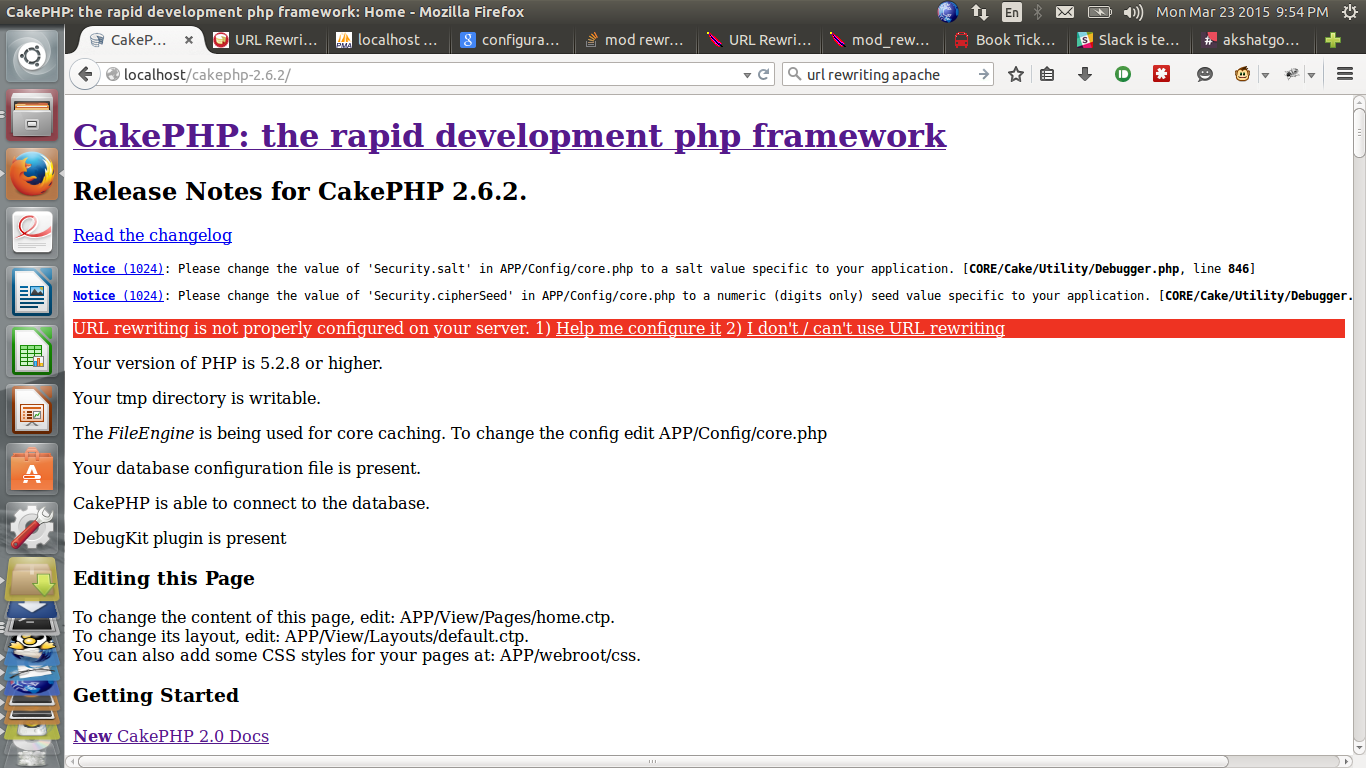 CakePHP: the rapid development php framework: Home - Mozilla Firefox
En
Mon Mar 23 2015 9:54 PM
CakeP...
URL Rewri...
localhost ...
configura...
mod rewr...
URL Rewri...
mod_rew...
Book Tick...
Slack is te...
akshatgo...
localhost/cakephp-2.6.2/
url rewriting apache
CakePHP: the rapid development php framework
Release Notes for CakePHP 2.6.2.
Read the changelog
Notice (1024): Please change the value of 'Security.salt' in APP/Config/core.php to a salt value specific to your application. [CORE/Cake/Utility/Debugger.php, line 846]
Notice (1024): Please change the value of 'Security.cipherSeed' in APP/Config/core.php to a numeric (digits only) seed value specific to your application. [CORE/Cake/Utility/Debugger.
URL rewriting is not properly configured on your server. 1) Help me configure it 2) I don't / can't use URL rewriting
Your version of PHP is 5.2.8 or higher.
Your tmp directory is writable.
The FileEngine is being used for core caching. To change the config edit APP/Config/core.php
Your database configuration file is present.
CakePHP is able to connect to the database.
DebugKit plugin is present
Editing this Page
To change the content of this page, edit: APP/View/Pages/home.ctp.
To change its layout, edit: APP/View/Layouts/default.ctp.
You can also add some CSS styles for your pages at: APP/webroot/css.
Getting Started
New CakePHP 2.0 Docs